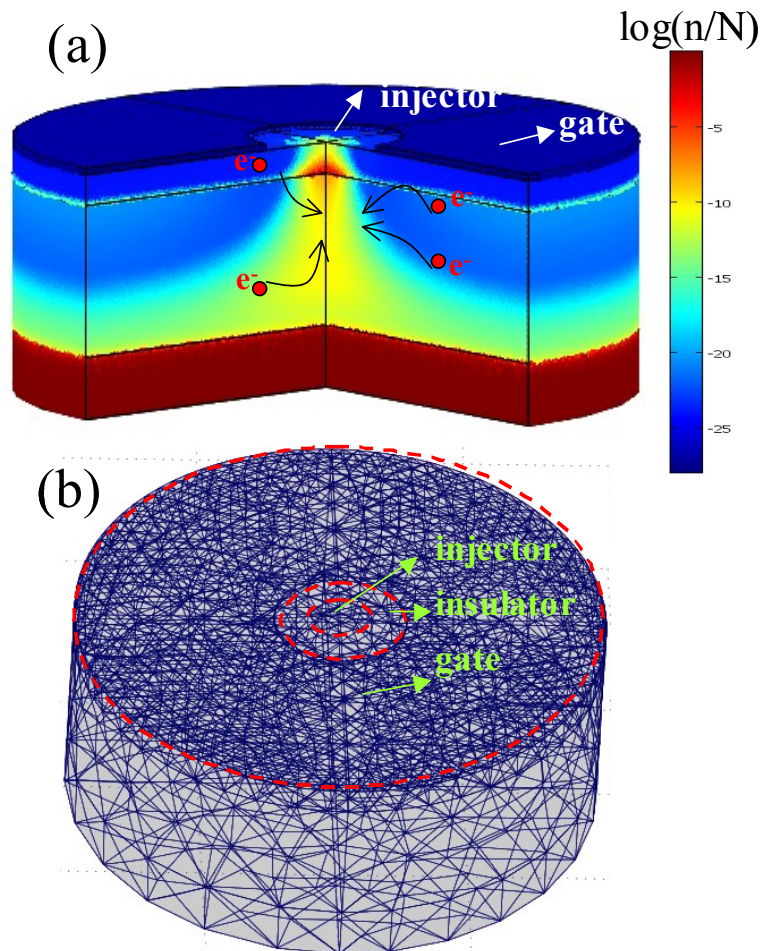 log(n/N)
(a)
injector
gate
e-
e-
e-
e-
-5
-10
-15
-20
-25
(b)
injector
insulator
gate